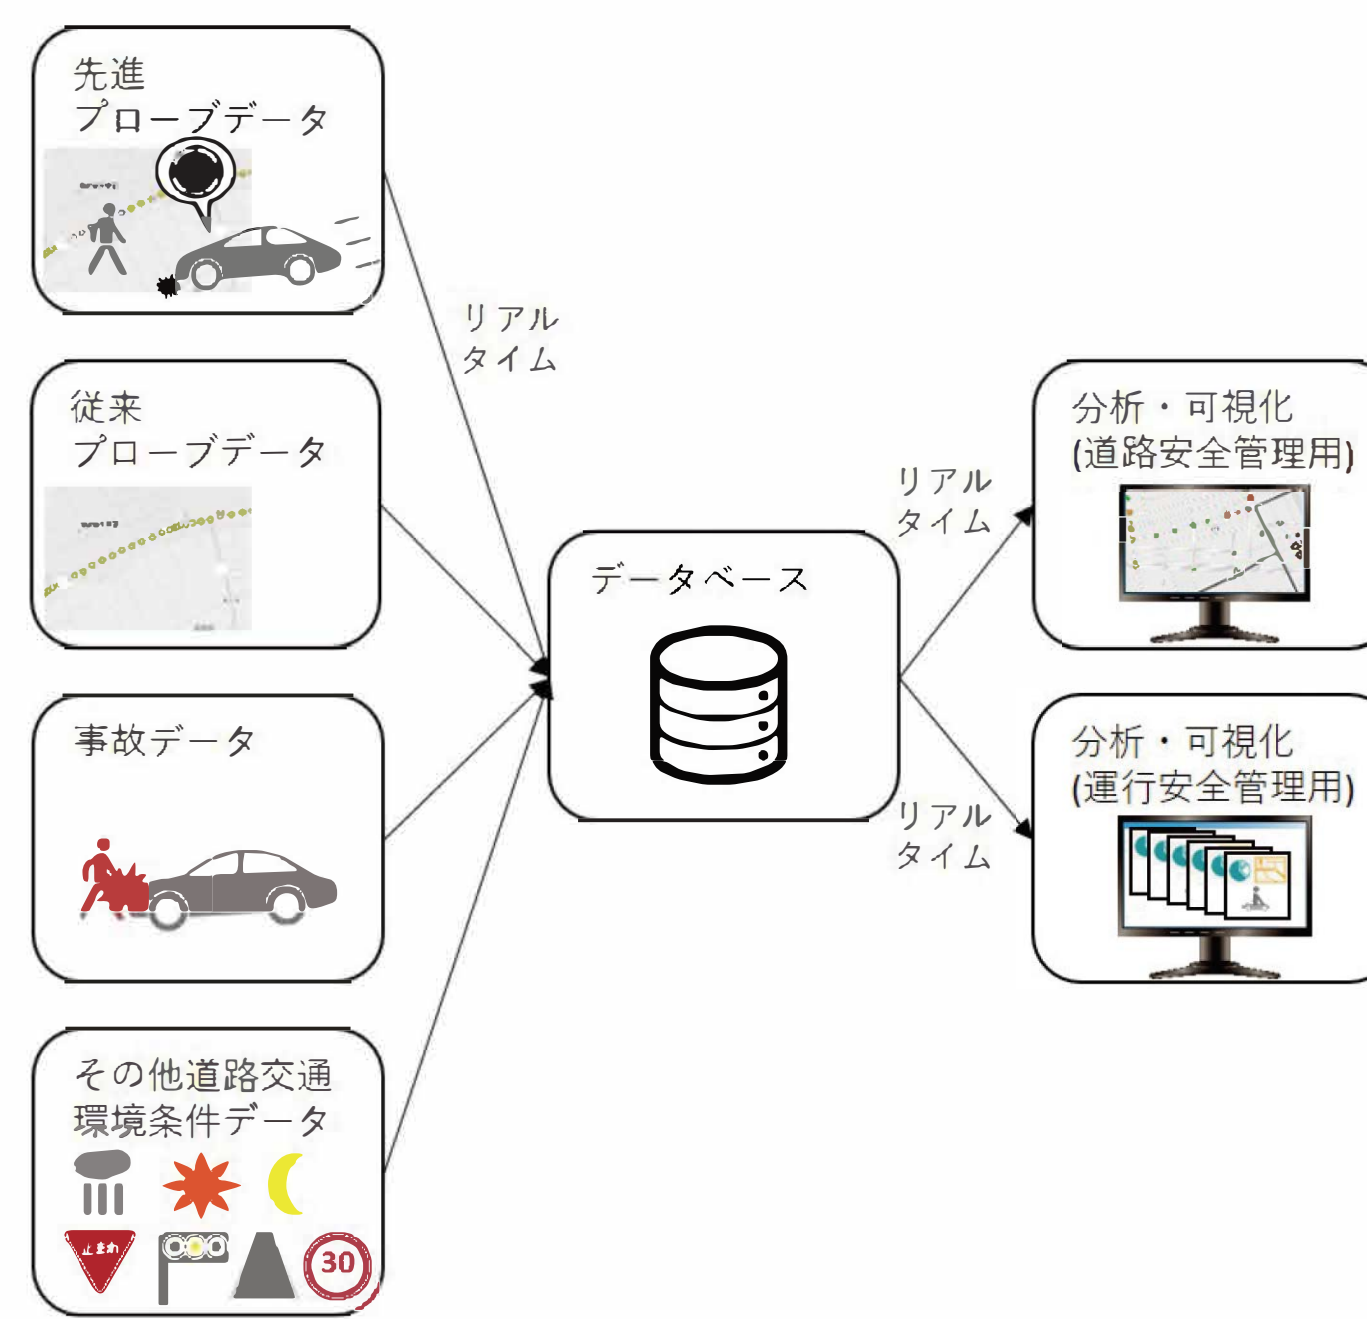 先進
プローブデータ
リアル
タイム
従来
プローブデータ
事故データ
その他道路交通
環境条件データ
止まれ
30
データベース
リアル
タイム
分析・可視化
(道路安全管理用)
リアル
タイム
分析・可視化
(運行安全管理用)